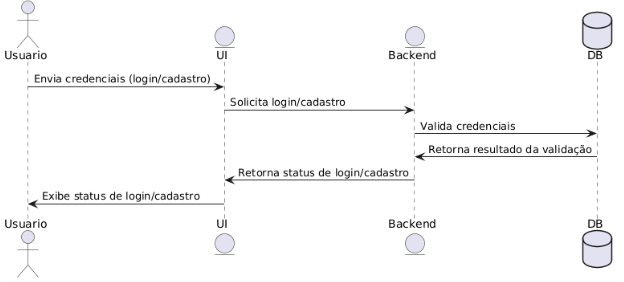 Usuario
UI
Backend
DB
Envia credenciais (login/cadastro)
Solicita login/cadastro
Valida credenciais
Retorna resultado da validação
Retorna status de login/cadastro
Exibe status de login/cadastro
Usuario
UI
Backend
DB